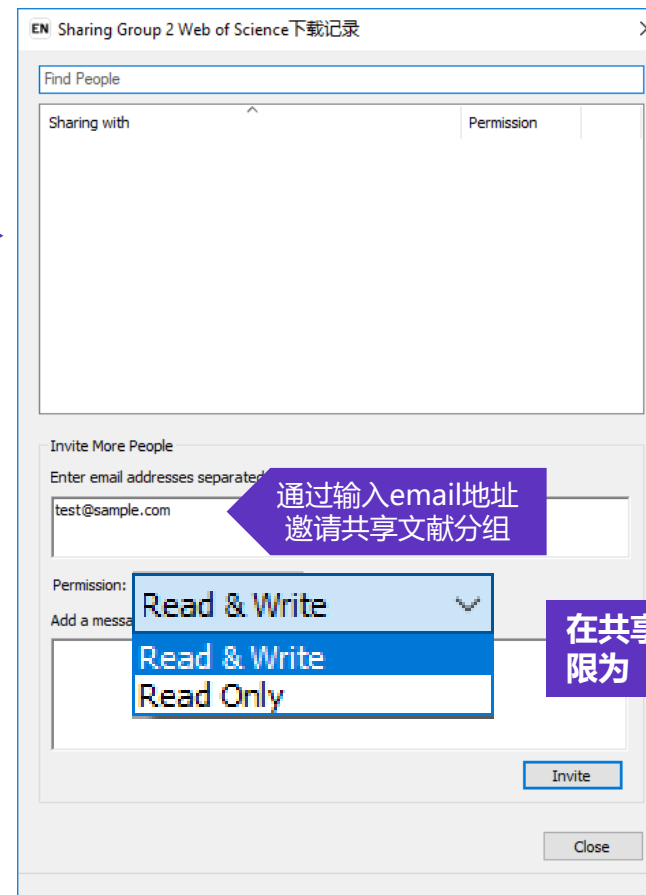 EN Sharing Group 2 Web of Science下载记录
Find People
Sharing with Permission
Invite More People
Enter email addresses separated
test@sample.com
通过输入email地址
邀请共享文献分组
Permission:
Read & Write
Add a messa
Read & Write
Read Only
在共享
限为
Invite
Close